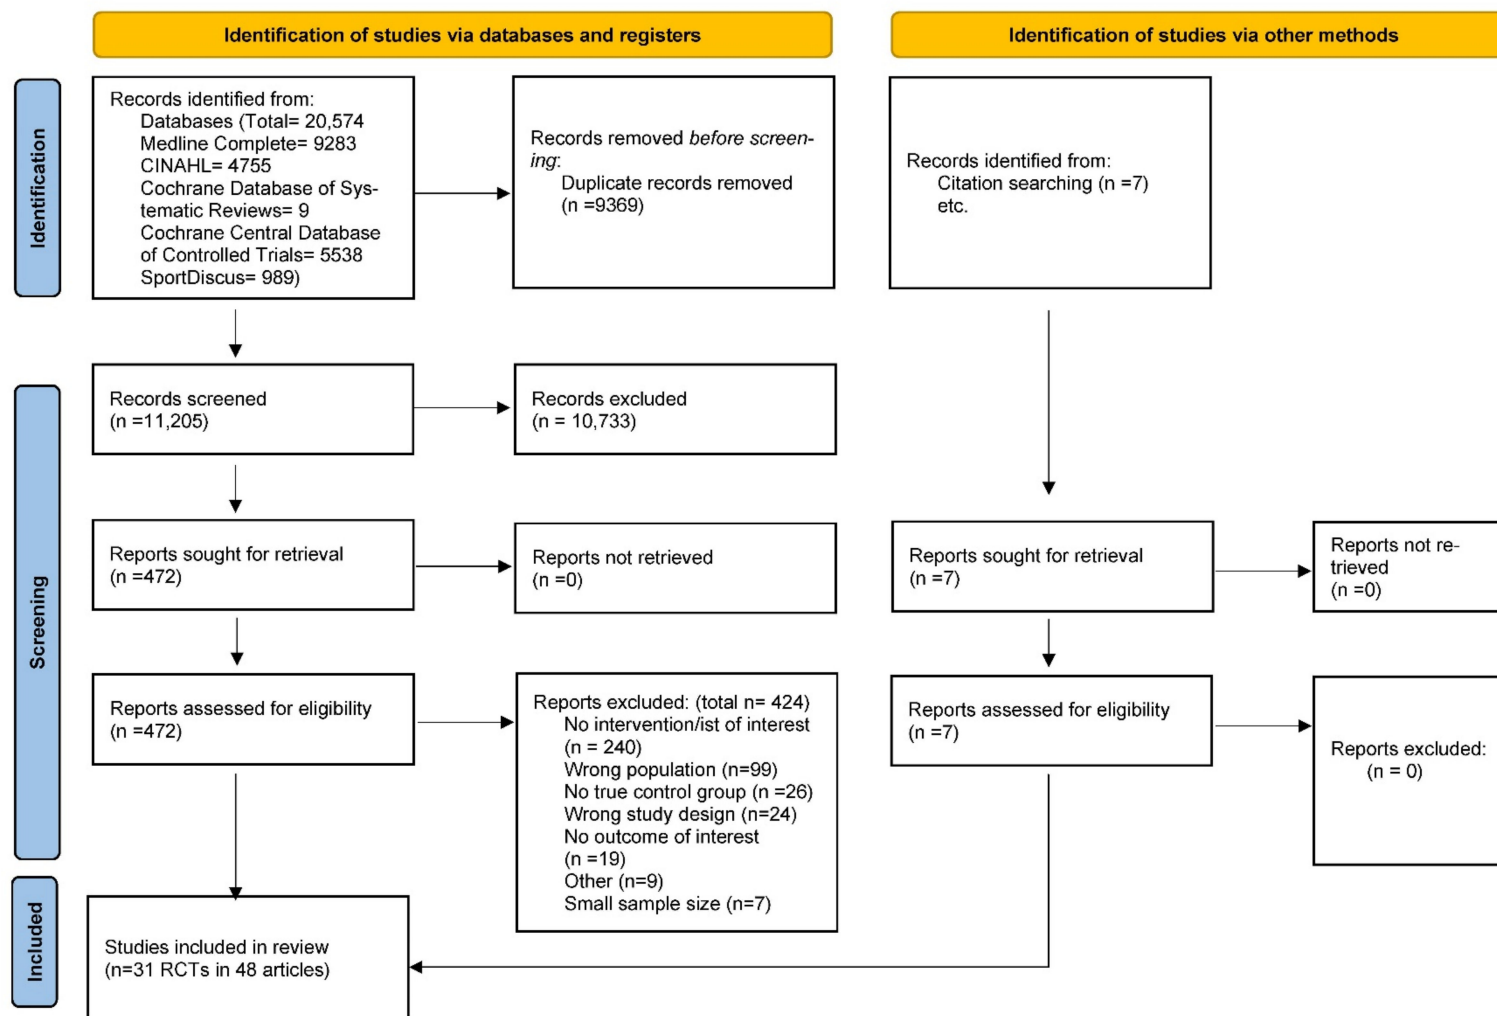 Identification of studies via databases and registers
Identification of studies via other methods
Identification
Records identified from:
Databases (Total= 20,574
Medline Complete= 9283
CINAHL= 4755
Cochrane Database of Sys-
tematic Reviews= 9
Cochrane Central Database
of Controlled Trials= 5538
SportDiscus= 989)
Records removed before screen-
ing:
Duplicate records removed
(n =9369)
Records identified from:
Citation searching (n =7)
etc.
Screening
Records screened
(n =11,205)
Records excluded
(n = 10,733)
Reports sought for retrieval
(n =472)
Reports not retrieved
(n =0)
Reports sought for retrieval
(n =7)
Reports not re-
trieved
(n =0)
Reports assessed for eligibility
(n =472)
Reports excluded: (total n= 424)
No intervention/ist of interest
(n = 240)
Wrong population (n=99)
No true control group (n =26)
Wrong study design (n=24)
No outcome of interest
(n =19)
Other (n=9)
Small sample size (n=7)
Reports assessed for eligibility
(n =7)
Reports excluded:
(n = 0)
Included
Studies included in review
(n=31 RCTs in 48 articles)